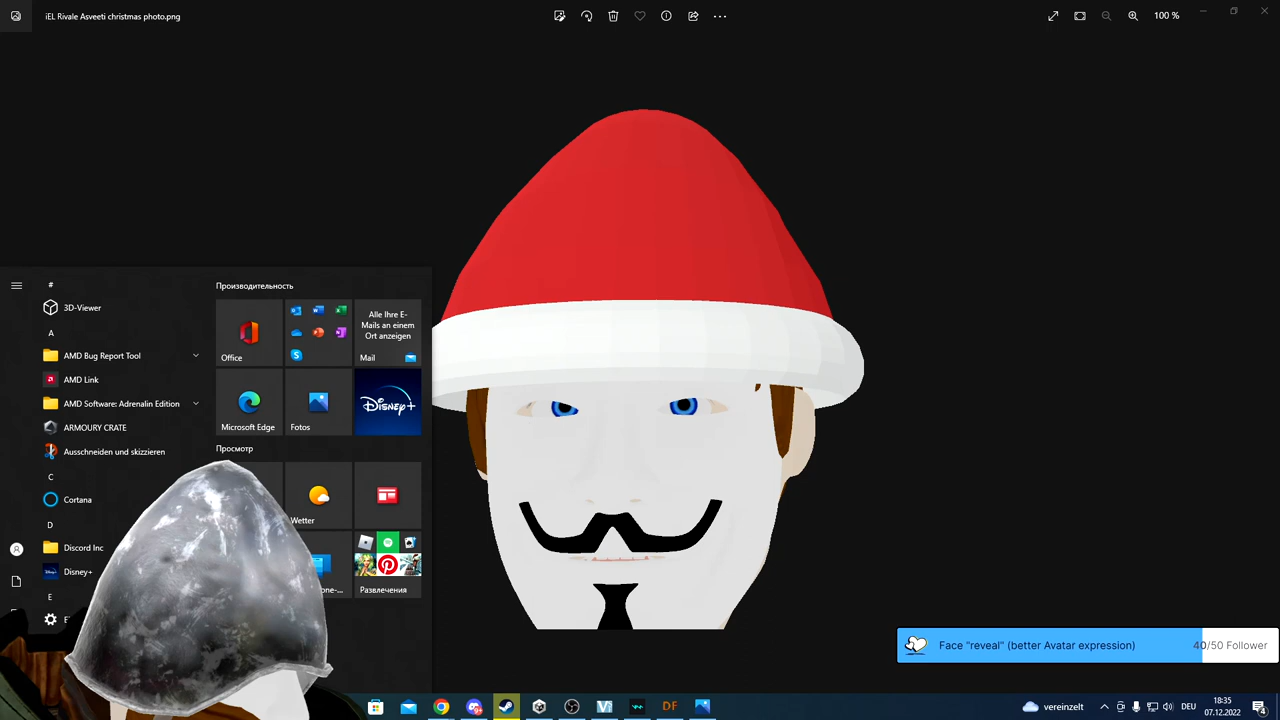 iEL Rivale Asveeti christmas photo.png
100 %
#
3D-Viewer
A
AMD Bug Report Tool
AMD Link
AMD Software: Adrenalin Edition
ARMOURY CRATE
Ausschneiden und skizzieren
C
Cortana
D
Discord Inc
Disney+
E
Производительность
Office
Alle Ihre E-
Mails an einem
Ort anzeigen
Mail
Microsoft Edge
Fotos
Disney+
Просмотр
Wetter
Развлечения
Face "reveal" (better Avatar expression)
40/50 Follower
vereinzelt
DEU
18:35
07.12.2022